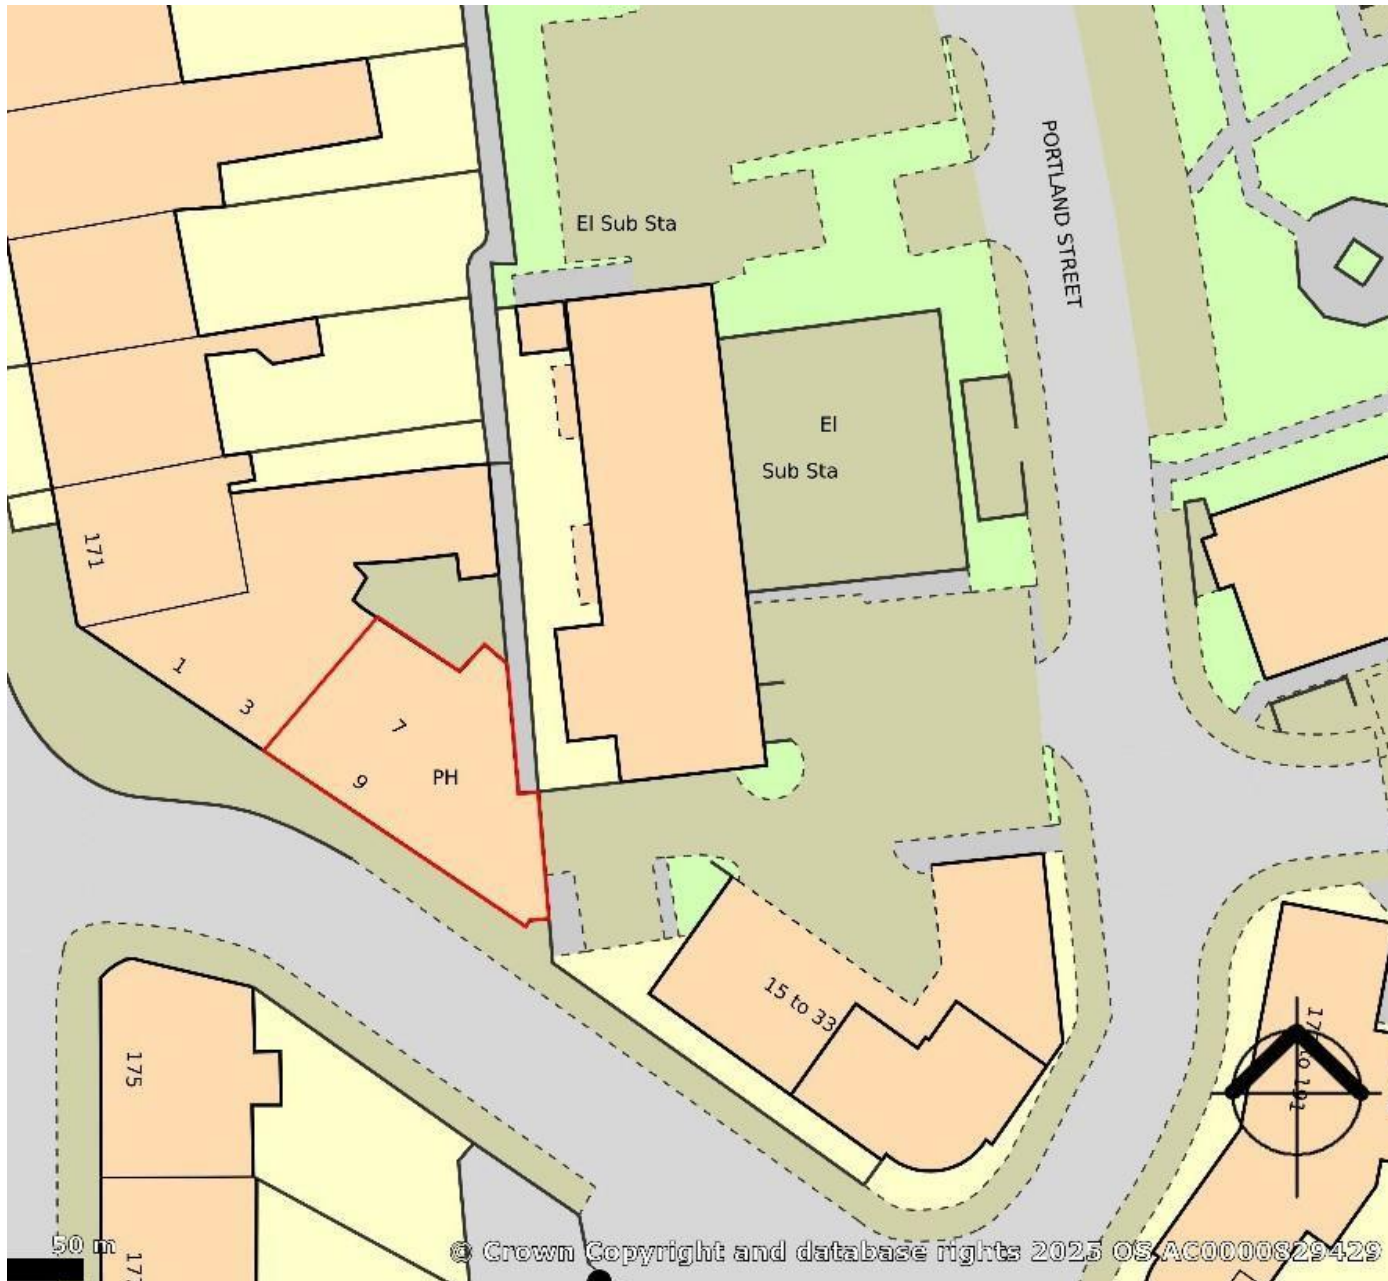 PORTLAND STREET
El Sub Sta
El
Sub Sta
171
1
3
7
9
PH
15 to 33
175
50 m
© Crown Copyright and database rights 2025 OS AC0000829429